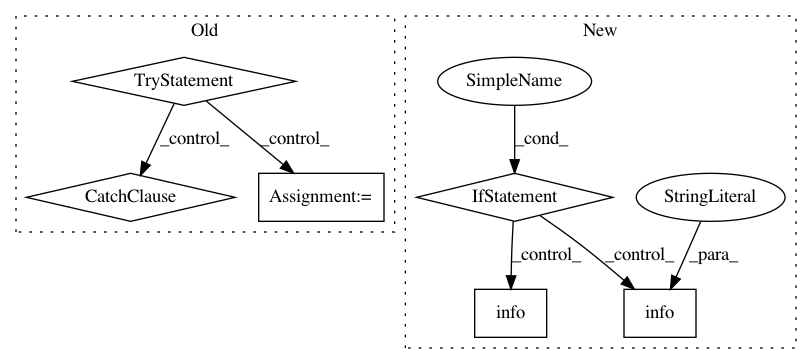 Old
New
TryStatement
SimpleName
_control_
_control_
_cond_
CatchClause
Assignment:=
IfStatement
StringLiteral
_control_
_control_
_para_
info
info